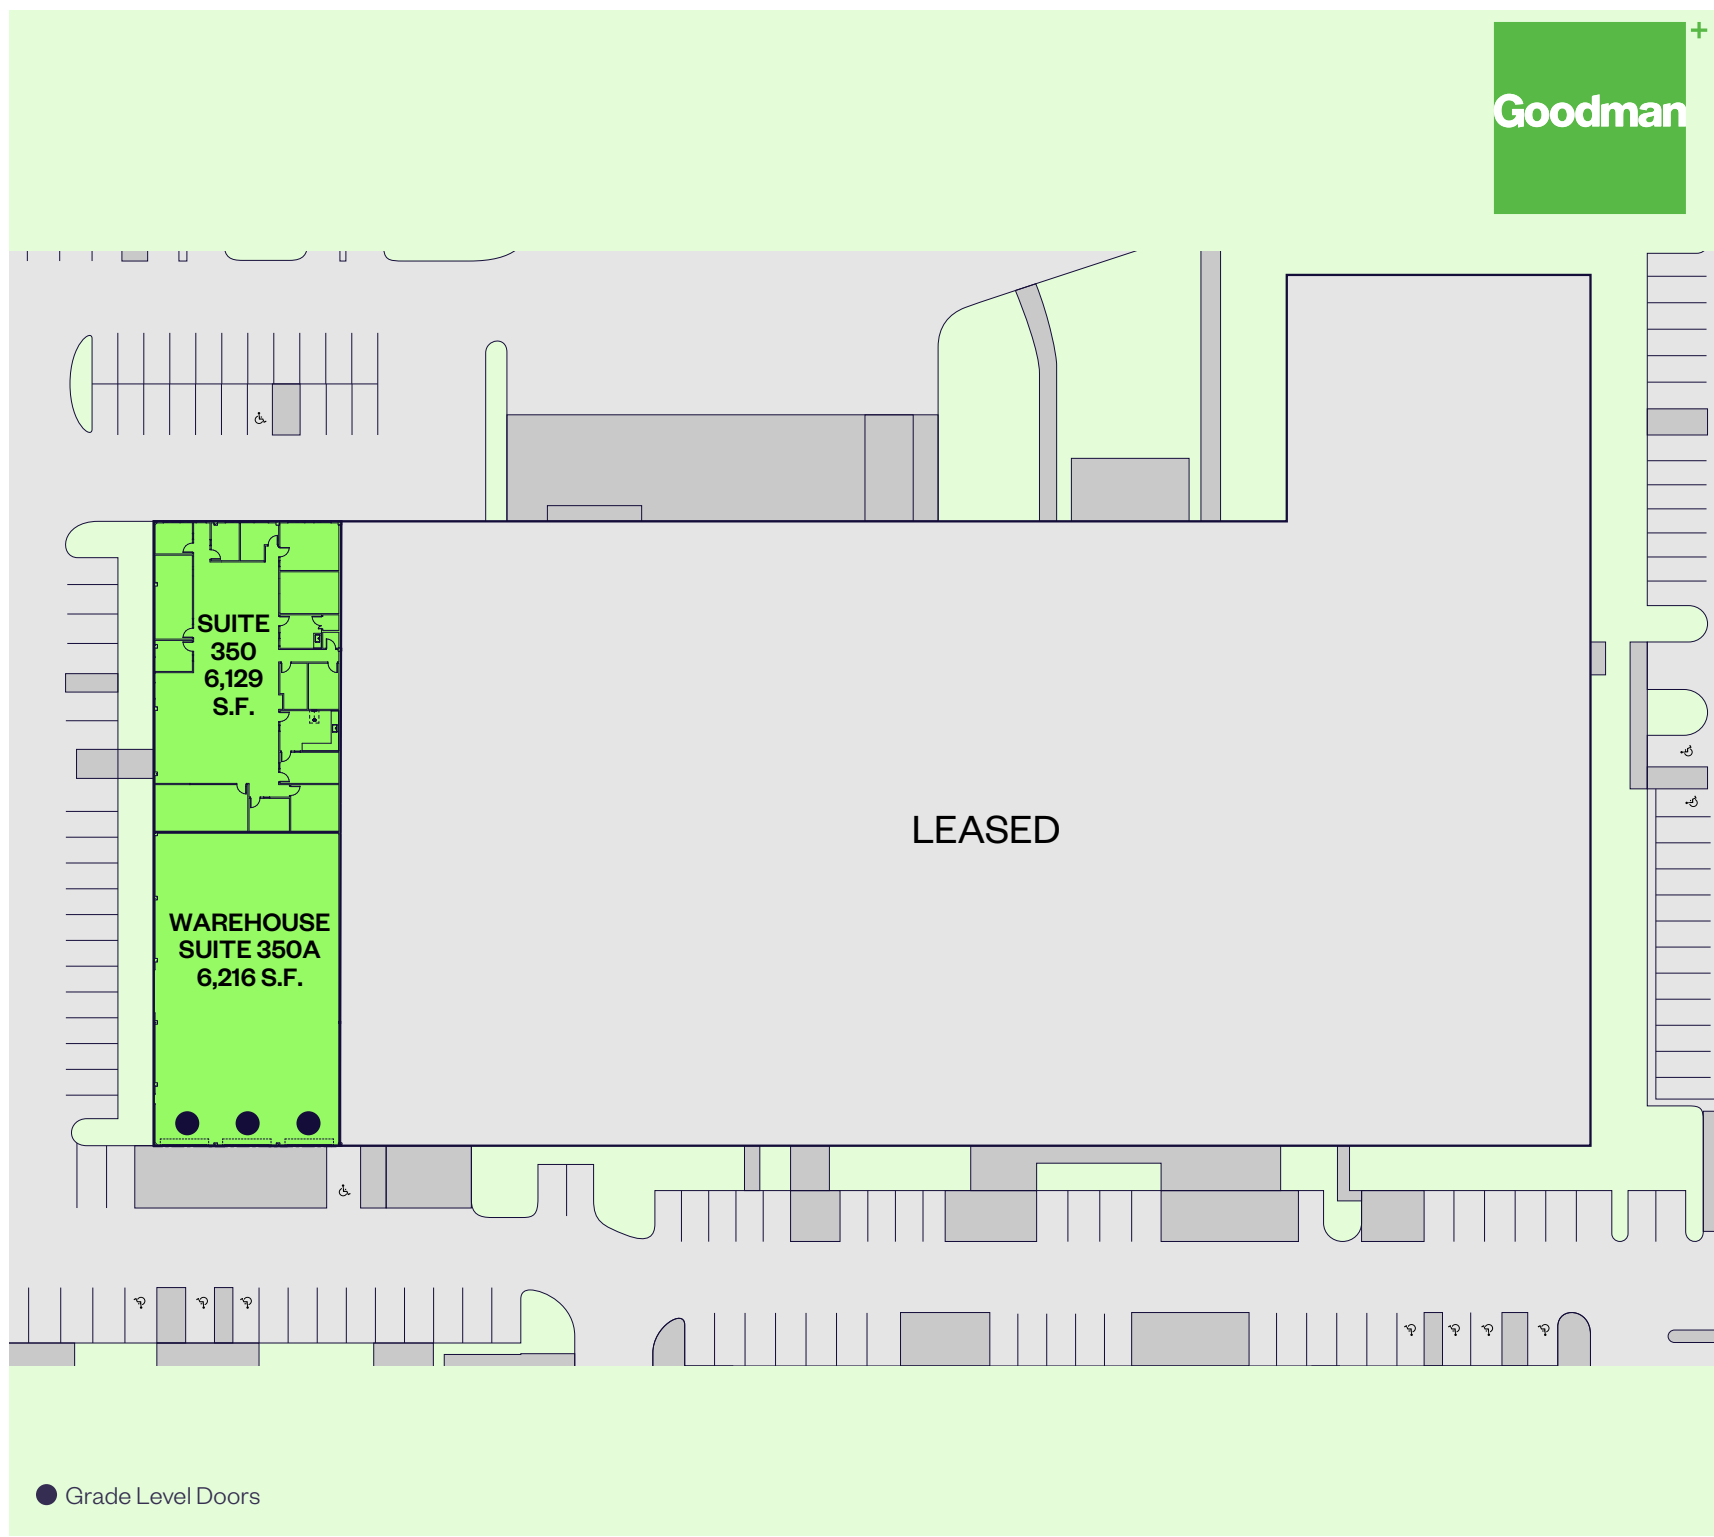 Goodman
+
SUITE
350
6,129
S.F.
LEASED
WAREHOUSE
SUITE 350A
6,216 S.F.
Grade Level Doors